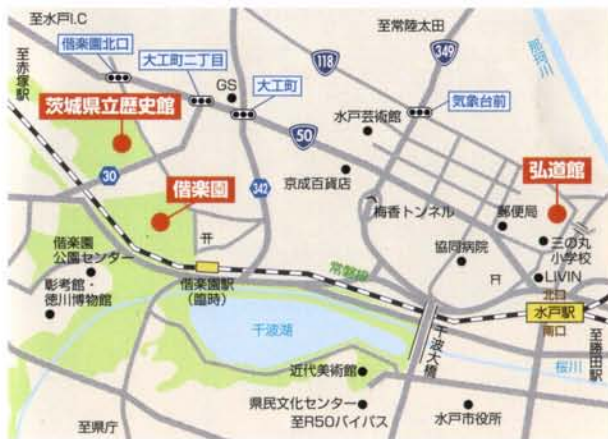 至水戸I.C
至常陸太田
偕楽園北口
大工町二丁目
至赤塚駅
GS
大工町
118
349
那珂川
茨城県立歴史館
50
水戸芸術館
気象台前
30
偕楽園
342
京成百貨店
弘道館
梅香トンネル
郵便局
協同病院
三の丸
小学校
偕楽園
公園センター
常磐線
LIVIN
偕楽園駅
(臨時)
北口
水戸駅
南口
彰考館・
徳川博物館
千波湖
千波大橋
桜川
至勝田駅
近代美術館
県民文化センター
至県庁
至R50バイパス
水戸市役所